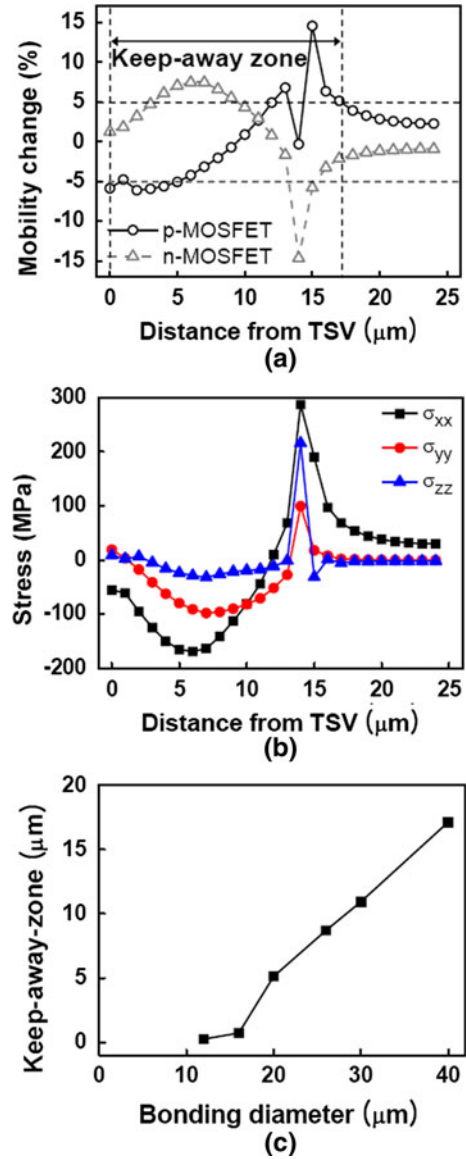 Mobility change (%)
15
10
5
0
-5
-10
-15
Keep-away zone
p-MOSFET
n-MOSFET
0 5 10 15 20 25
Distance from TSV (μm)
(a)
Stress (MPa)
300
200
100
0
-100
-200
σxx
σyy
σzz
0 5 10 15 20 25
Distance from TSV (μm)
(b)
Keep-away-zone (μm)
20
15
10
5
0
0 10 20 30 40
Bonding diameter (μm)
(c)